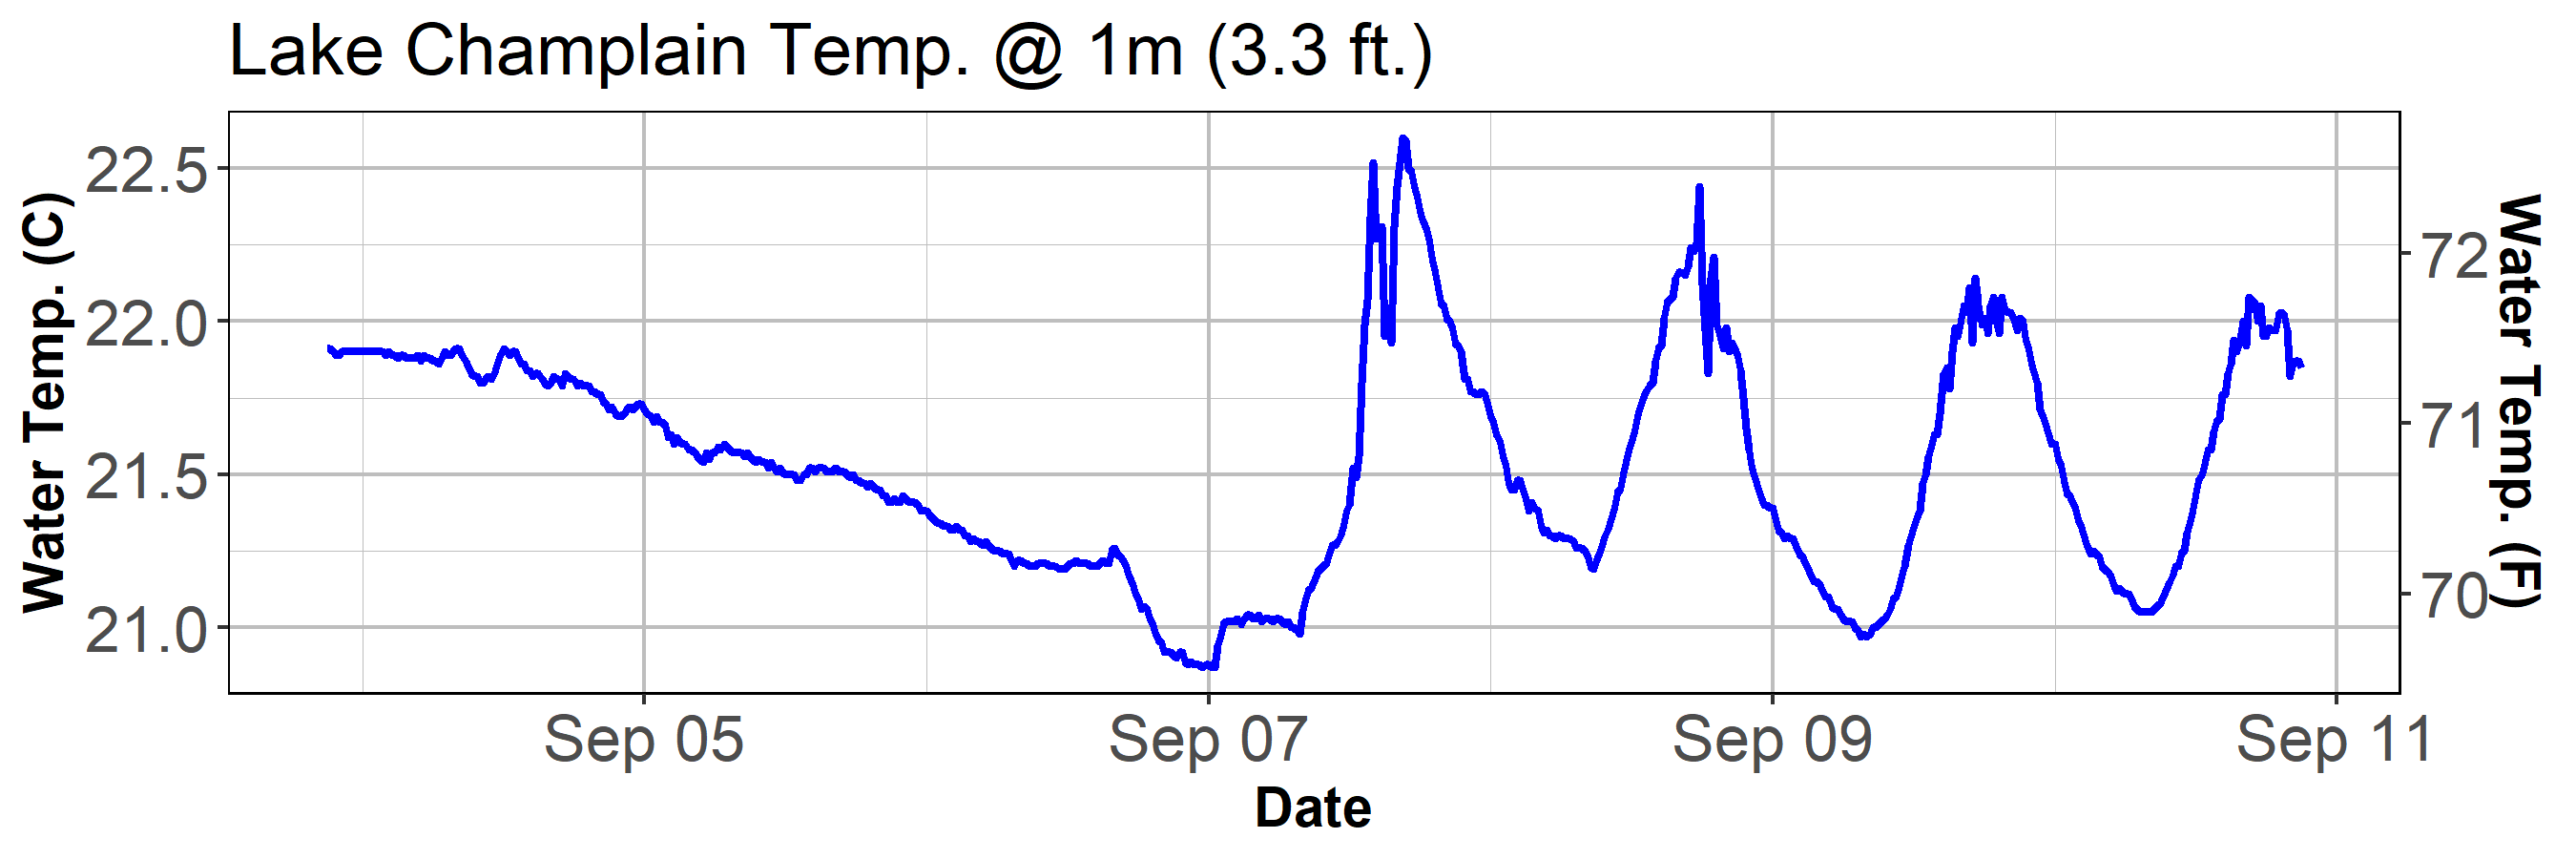 Lake Champlain Temp. @ 1m (3.3 ft.)
Water Temp. (C)
22.5
22.0
21.5
21.0
72
71
70
Water Temp. (F)
Sep 05
Sep 07
Sep 09
Sep 11
Date